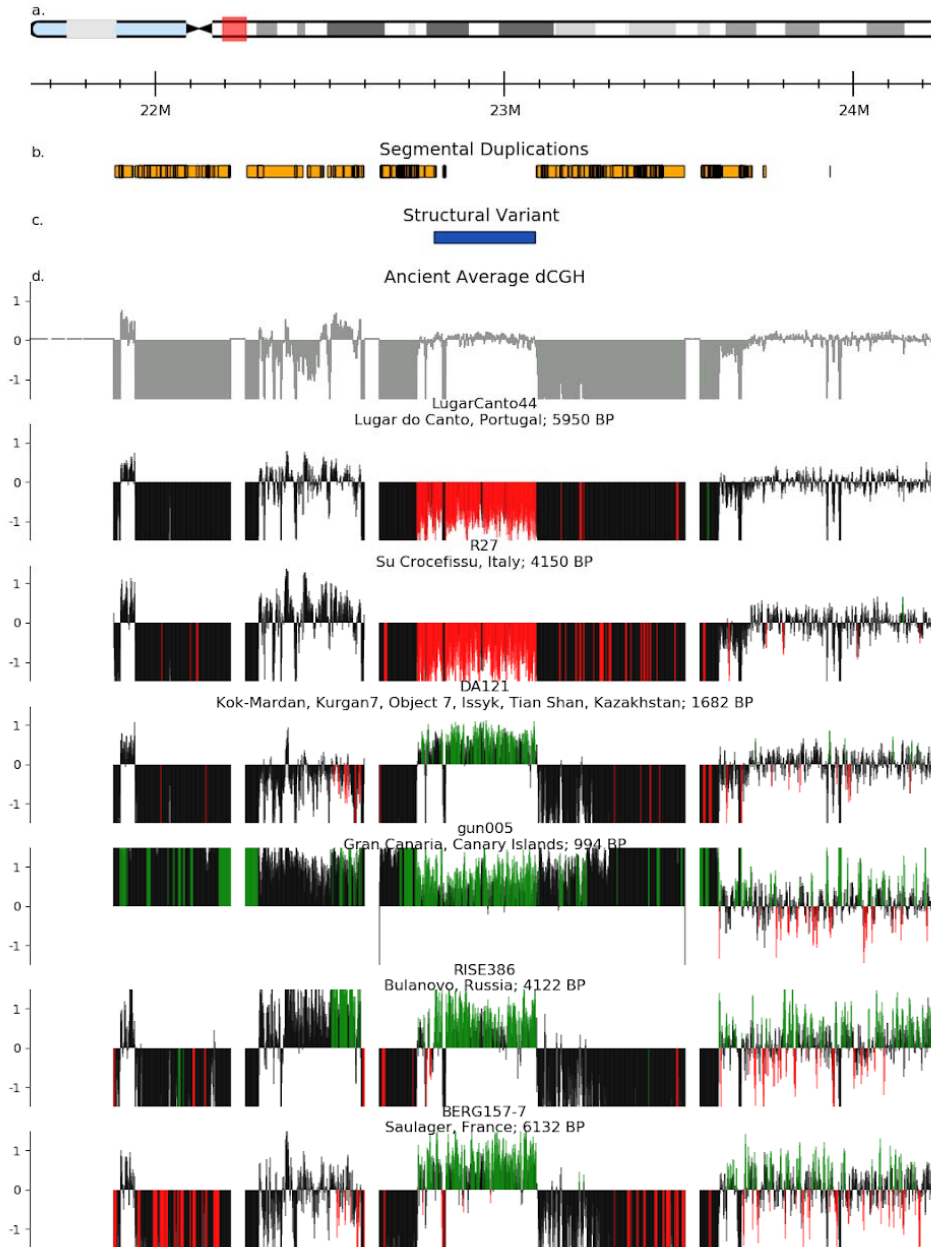 a.
22M 23M 24M
b.
Segmental Duplications
c.
Structural Variant
d.
Ancient Average dCGH
1
0
-1
LugarCanto44
Lugar do Canto, Portugal; 5950 BP
1
0
-1
R27
Su Crocefissu, Italy; 4150 BP
1
0
-1
DA121
Kok-Mardan, Kurgan7, Object 7, Issyk, Tian Shan, Kazakhstan; 1682 BP
1
0
-1
gun005
Gran Canaria, Canary Islands; 994 BP
1
0
-1
RISE386
Bulanovo, Russia; 4122 BP
1
0
-1
BERG157-7
Saulager, France; 6132 BP
1
0
-1